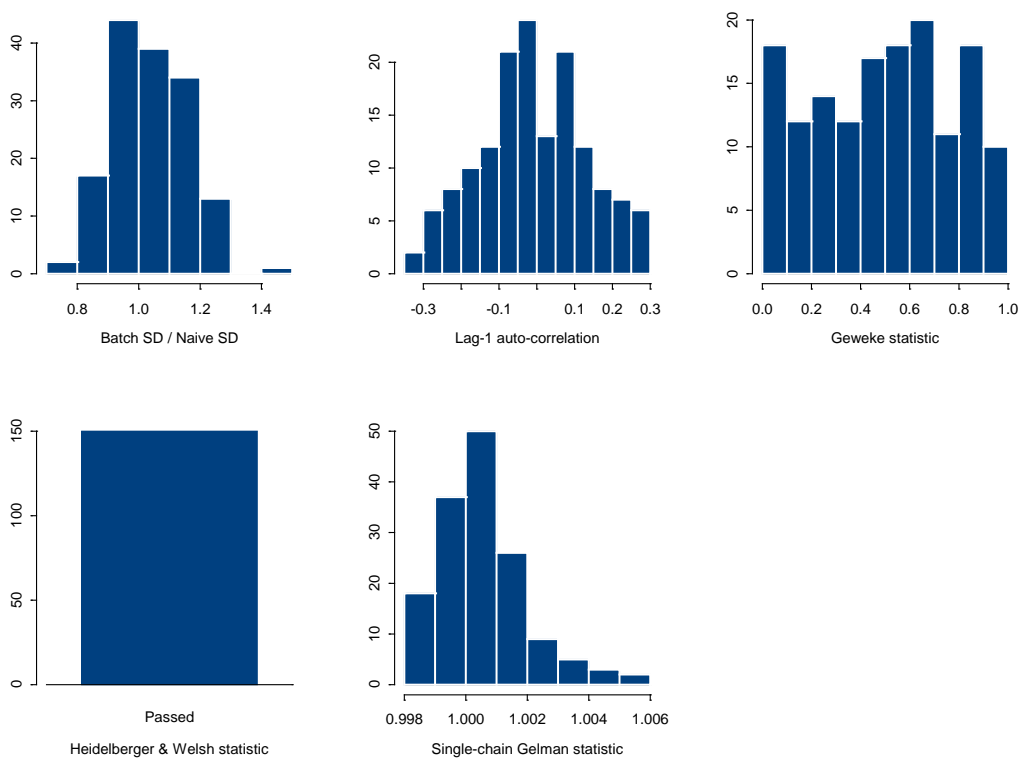 0 10 20 30 40
0.8 1.0 1.2 1.4
Batch SD / Naive SD
0 5 10 15 20
-0.3 -0.1 0.1 0.3
Lag-1 auto-correlation
0 5 10 15 20
0.0 0.2 0.4 0.6 0.8 1.0
Geweke statistic
0 50 100 150
Passed
Heidelberger & Welsh statistic
0 10 20 30 40 50
0.998 1.000 1.002 1.004 1.006
Single-chain Gelman statistic